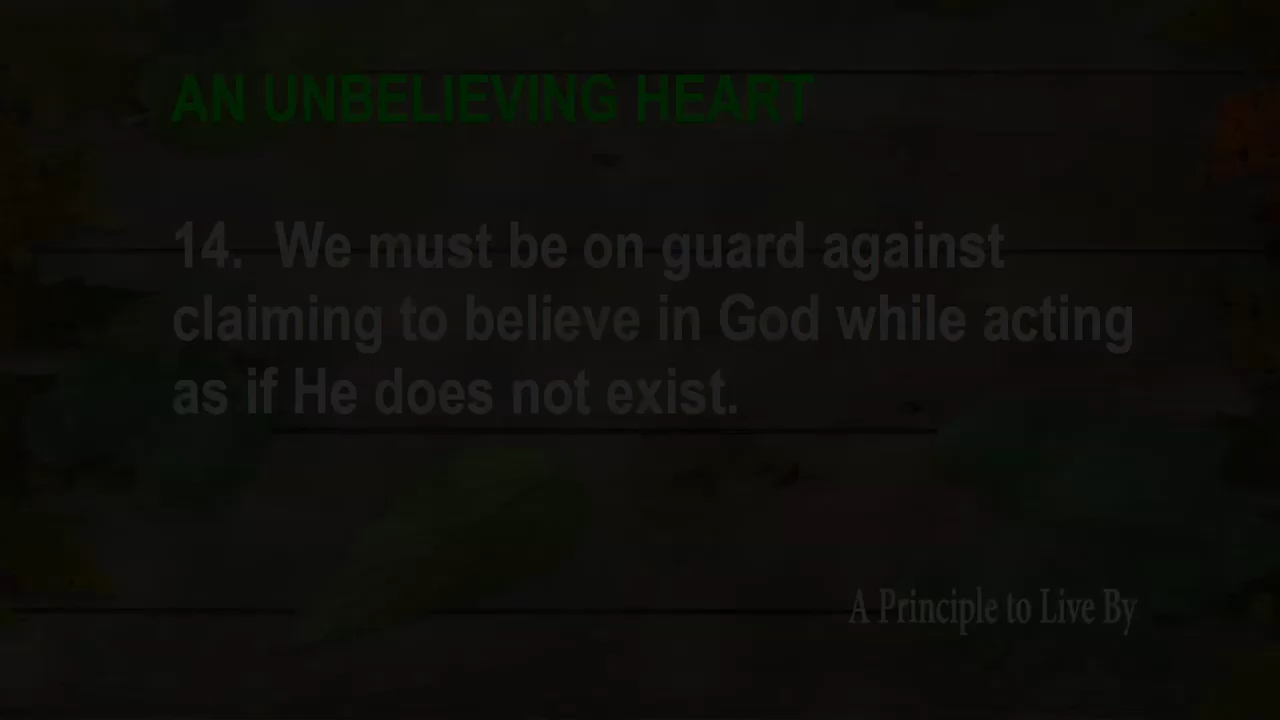 AN UNBELIEVING HEART
14. We must be on guard against
claiming to believe in God while acting
as if He does not exist.
A Principle to Live By